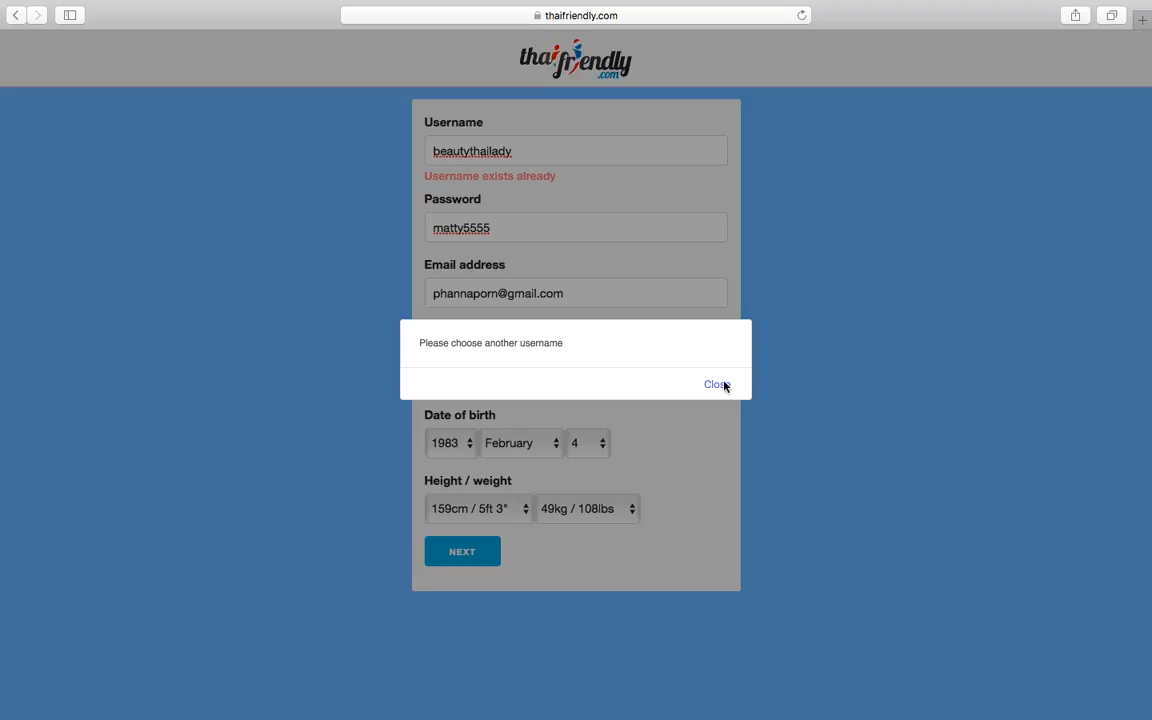 thaifriendly.com
thaifriendly
.com
Username
beautythailady
Username exists already
Password
matty5555
Email address
phannaporn@gmail.com
Please choose another username
Close
Date of birth
1983 February 4
Height / weight
159cm / 5ft 3" 49kg / 108lbs
NEXT